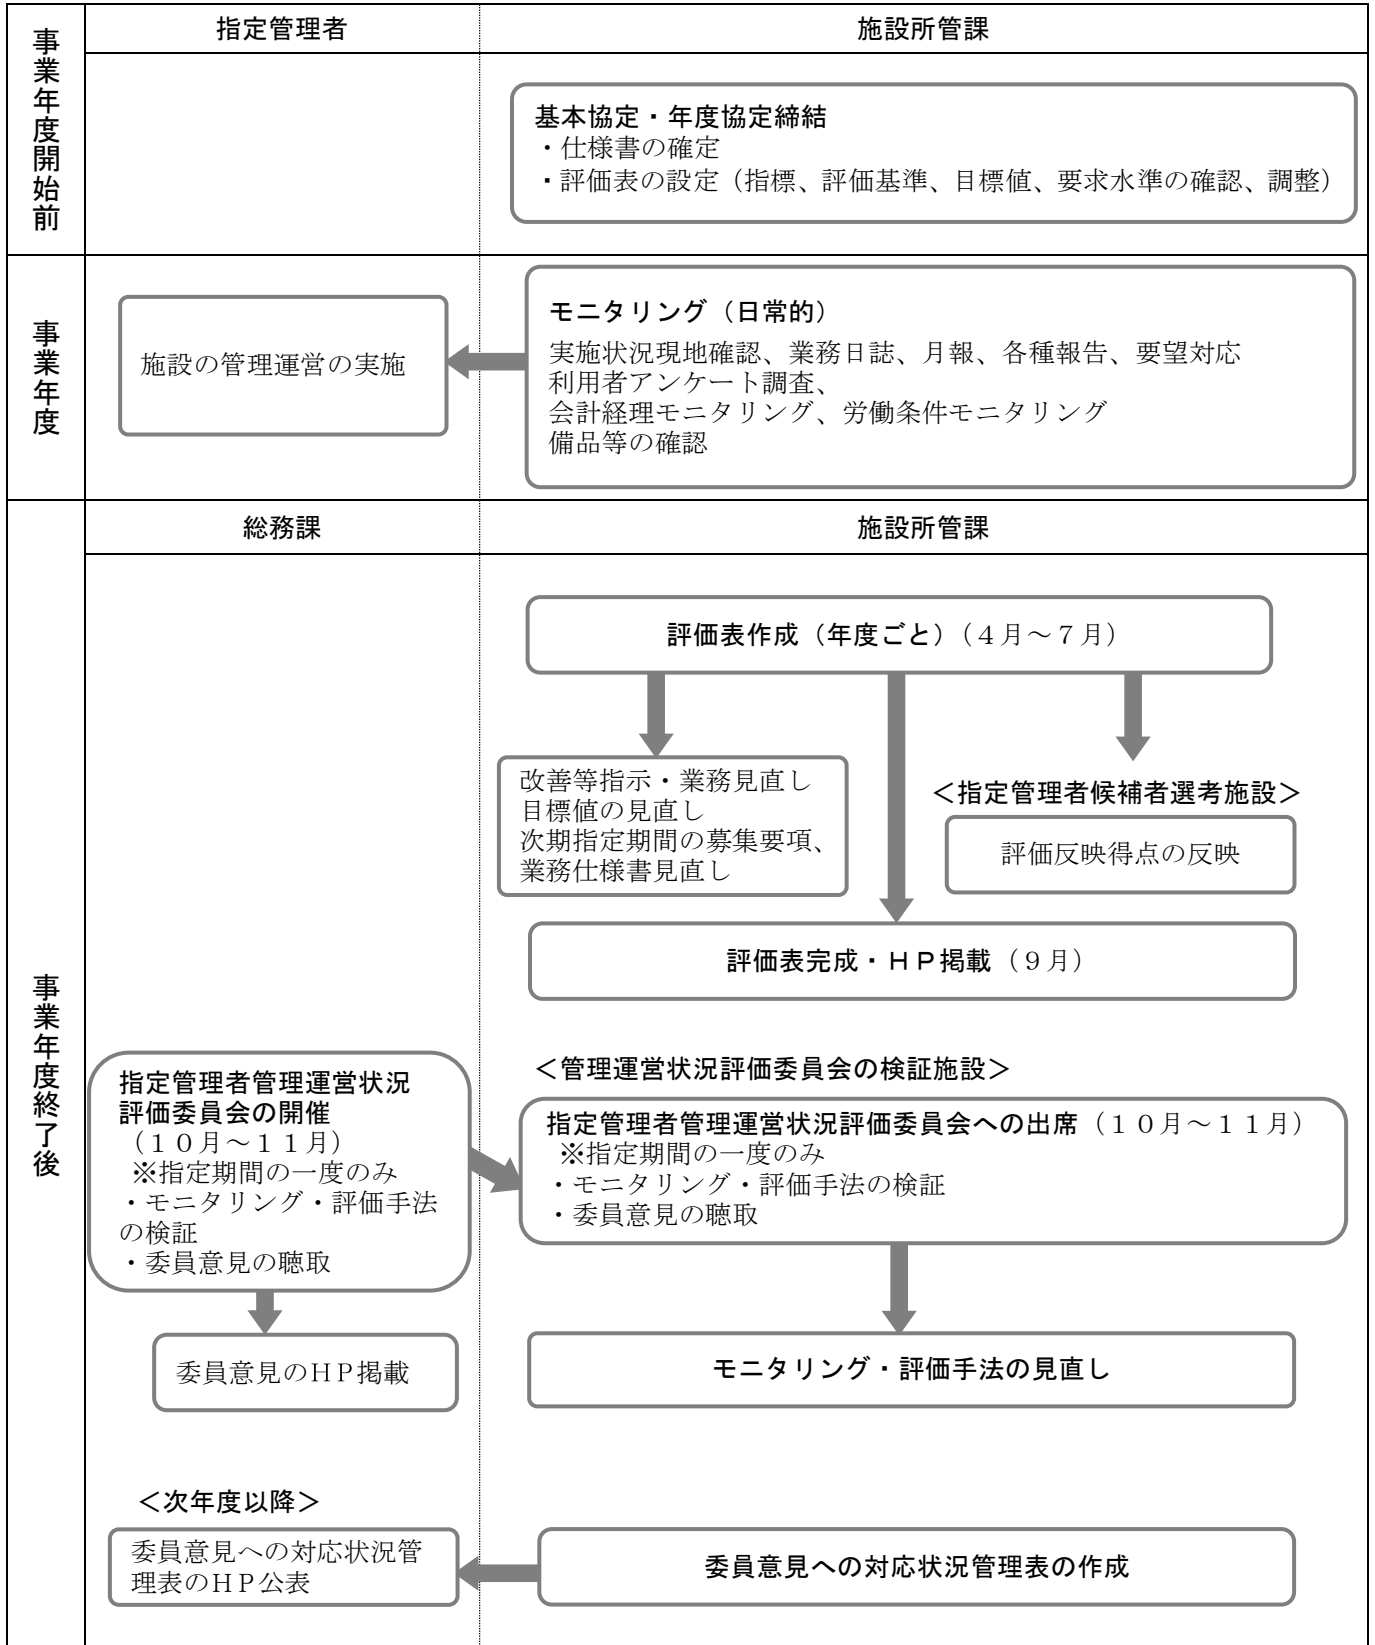 事業年度開始前
指定管理者
施設所管課
基本協定・年度協定締結
・仕様書の確定
・評価表の設定（指標、評価基準、目標値、要求水準の確認、調整）
事業年度
施設の管理運営の実施
モニタリング（日常的）
実施状況現地確認、業務日誌、月報、各種報告、要望対応
利用者アンケート調査、
会計経理モニタリング、労働条件モニタリング
備品等の確認
事業年度終了後
総務課
施設所管課
評価表作成（年度ごと）（４月～７月）
改善等指示・業務見直し
目標値の見直し
次期指定期間の募集要項、
業務仕様書見直し
＜指定管理者候補者選考施設＞
評価反映得点の反映
評価表完成・ＨＰ掲載（９月）
指定管理者管理運営状況
評価委員会の開催
（１０月～１１月）
※指定期間の一度のみ
・モニタリング・評価手法
の検証
・委員意見の聴取
＜管理運営状況評価委員会の検証施設＞
指定管理者管理運営状況評価委員会への出席（１０月～１１月）
※指定期間の一度のみ
・モニタリング・評価手法の検証
・委員意見の聴取
委員意見のＨＰ掲載
モニタリング・評価手法の見直し
＜次年度以降＞
委員意見への対応状況管
理表のＨＰ公表
委員意見への対応状況管理表の作成